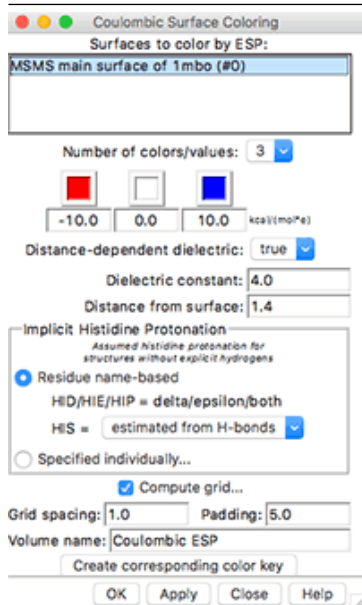 Coulombic Surface Coloring
Surfaces to color by ESP:
MSMS main surface of 1mbo (#0)
Number of colors/values: 3
-10.0 0.0 10.0 kcal/(mol*e)
Distance-dependent dielectric: true
Dielectric constant: 4.0
Distance from surface: 1.4
Implicit Histidine Protonation
Assumed histidine protonation for
structures without explicit hydrogens
Residue name-based
HID/HIE/HIP = delta/epsilon/both
HIS = estimated from H-bonds
Specified individually...
Compute grid...
Grid spacing: 1.0 Padding: 5.0
Volume name: Coulombic ESP
Create corresponding color key
OK Apply Close Help